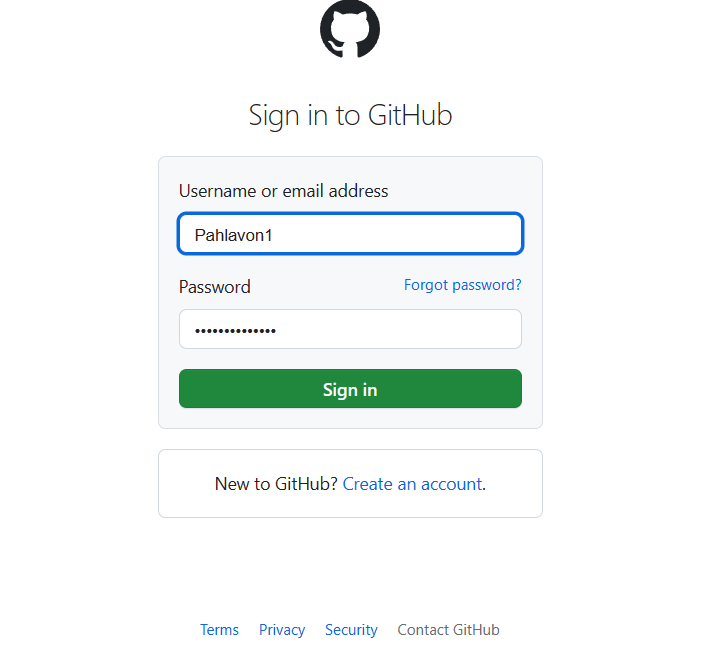 Sign in to GitHub
Username or email address
Pahlavon1
Password Forgot password?
••••••••••••••
Sign in
New to GitHub? Create an account.
Terms Privacy Security Contact GitHub